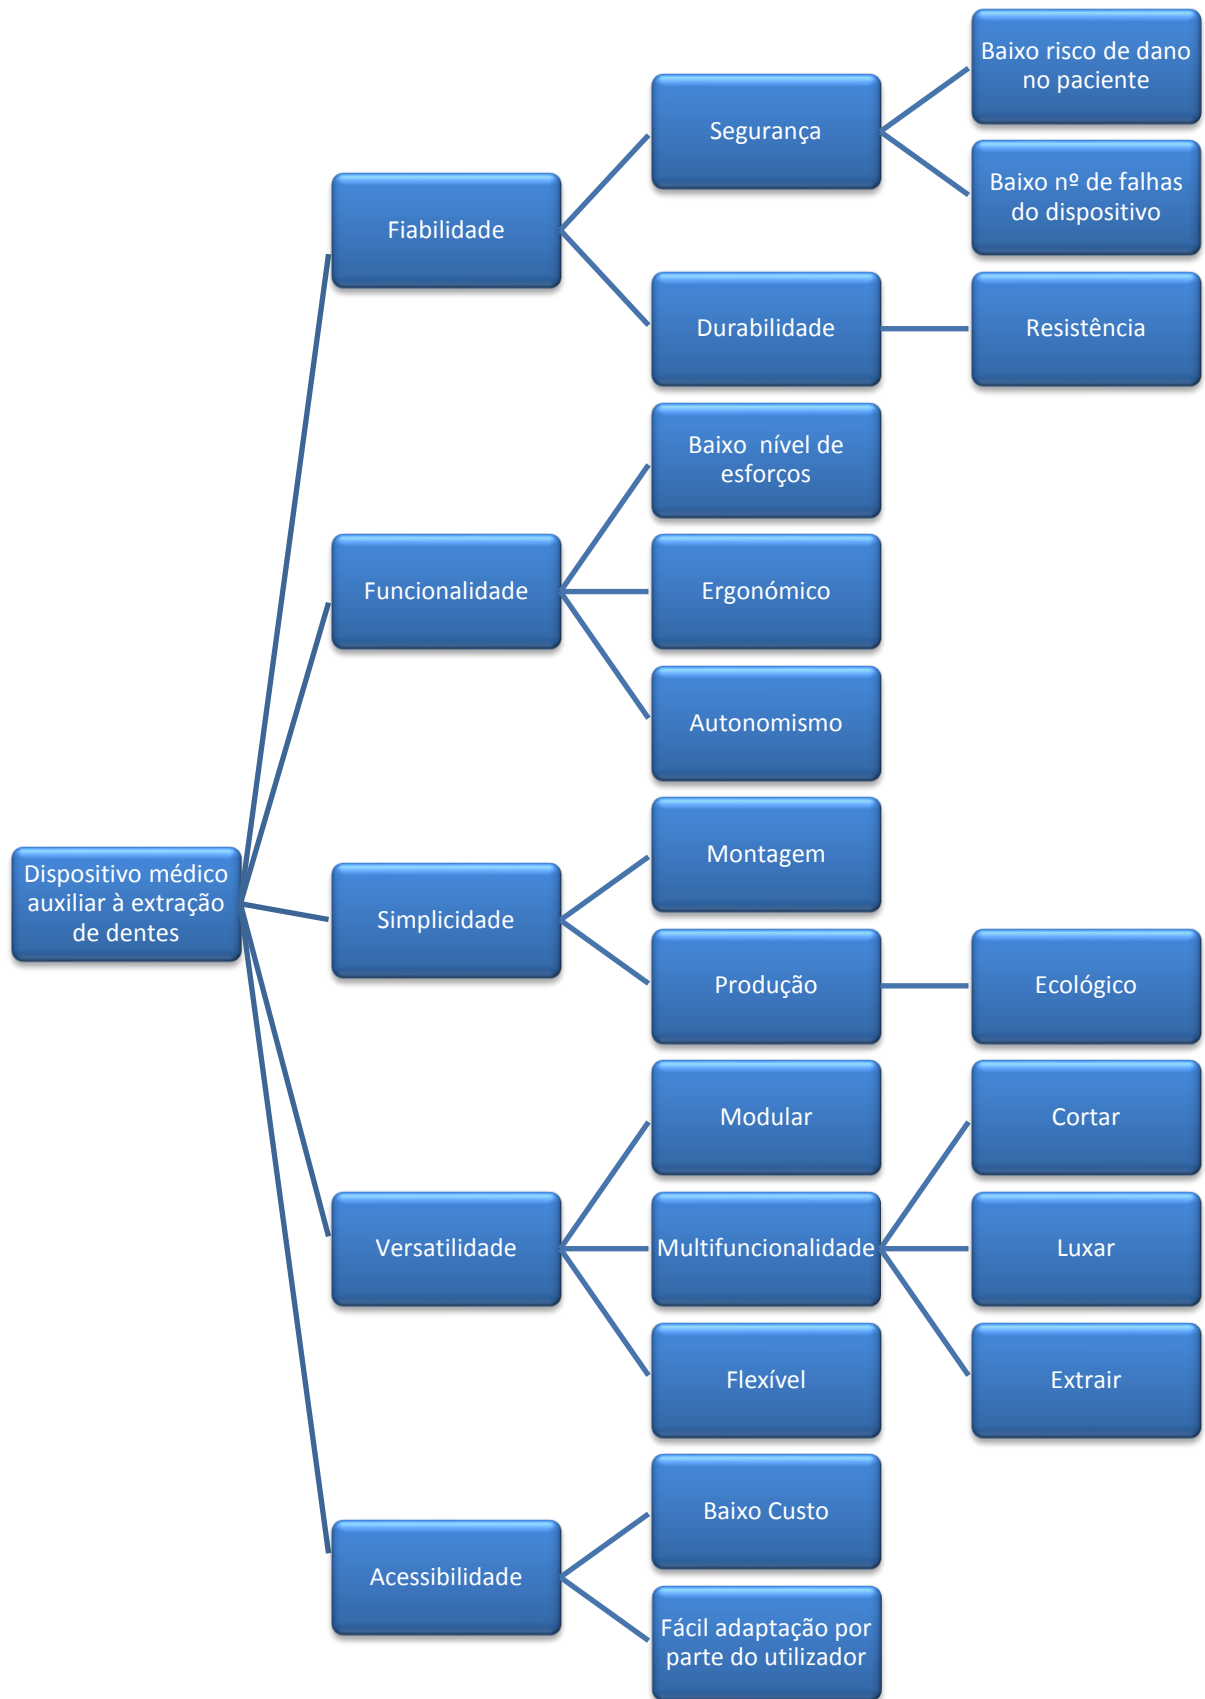 Dispositivo médico
auxiliar à extração
de dentes
Fiabilidade
Segurança
Baixo risco de dano
no paciente
Baixo nº de falhas
do dispositivo
Durabilidade
Resistência
Funcionalidade
Baixo nível de
esforços
Ergonómico
Autonomismo
Simplicidade
Montagem
Produção
Ecológico
Versatilidade
Modular
Multifuncionalidade
Cortar
Luxar
Extrair
Flexível
Acessibilidade
Baixo Custo
Fácil adaptação por
parte do utilizador